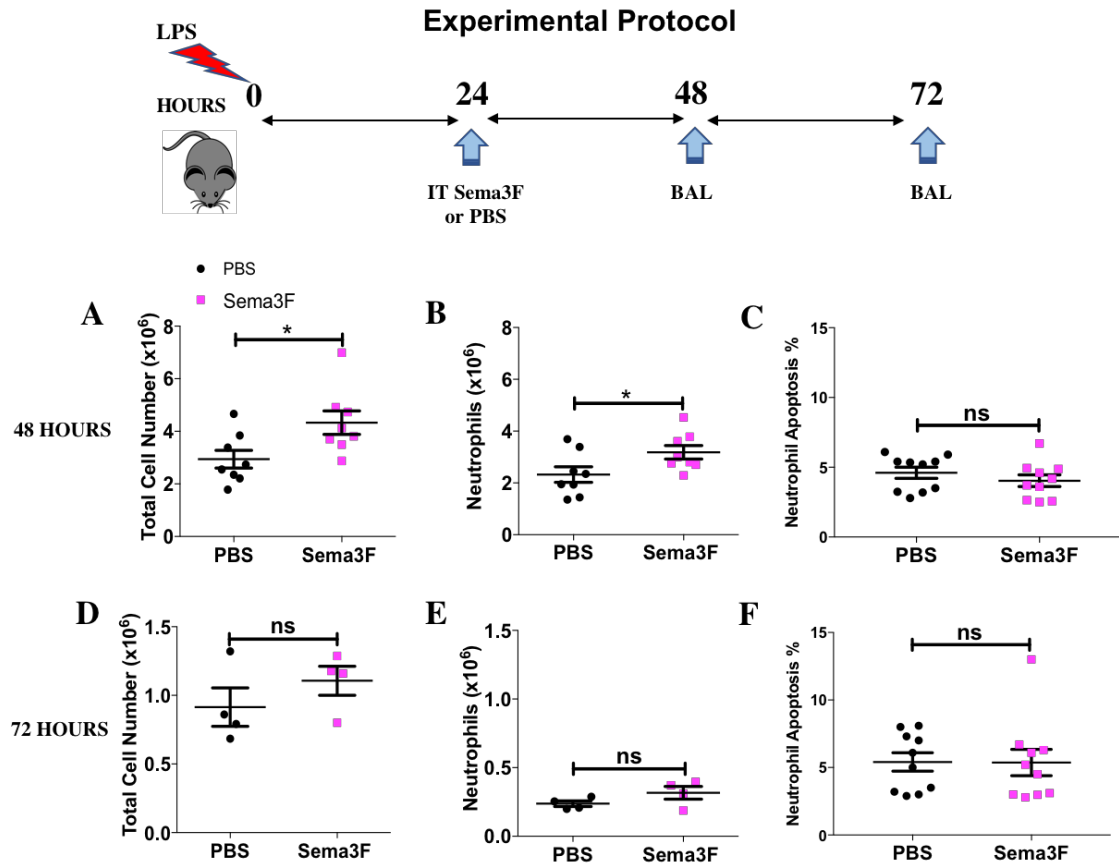 Experimental Protocol
LPS
HOURS
0
24
48
72
IT Sema3F
or PBS
BAL
BAL
PBS
Sema3F
48 HOURS
A
Total Cell Number (x10⁶)
8
6
4
2
0
*
PBS
Sema3F
B
Neutrophils (x10⁶)
8
6
4
2
0
*
PBS
Sema3F
C
Neutrophil Apoptosis %
15
10
5
0
ns
PBS
Sema3F
72 HOURS
D
Total Cell Number (x10⁶)
1.5
1.0
0.5
0.0
ns
PBS
Sema3F
E
Neutrophils (x10⁶)
1.5
1.0
0.5
0.0
ns
PBS
Sema3F
F
Neutrophil Apoptosis %
15
10
5
0
ns
PBS
Sema3F